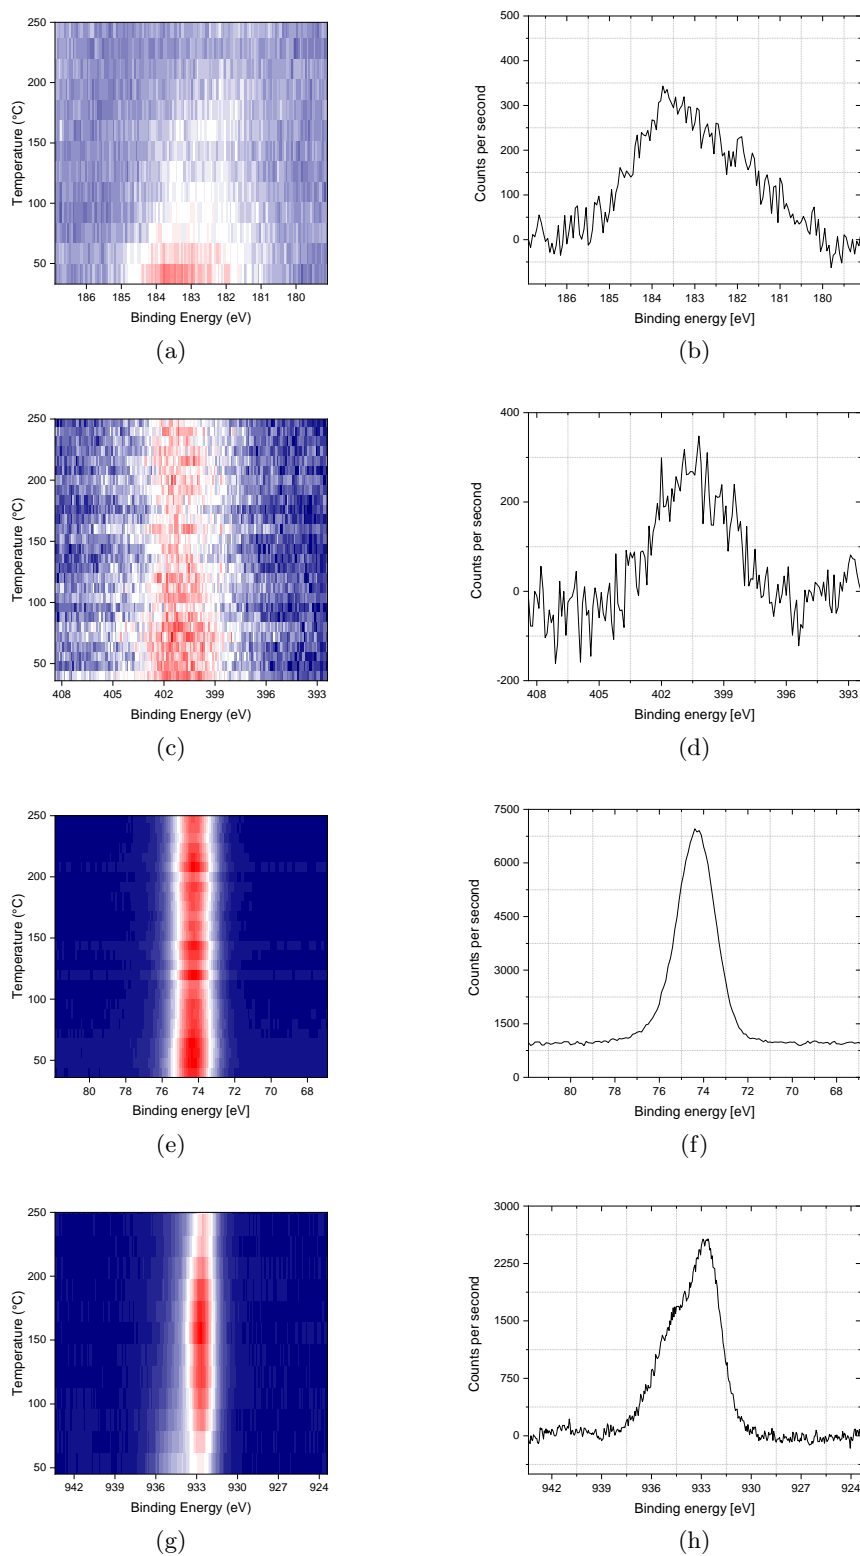 250
200
150
100
50
Temperature (°C)
186 185 184 183 182 181 180
Binding Energy (eV)
(a)
500
400
300
200
100
0
Counts per second
186 185 184 183 182 181 180
Binding energy [eV]
(b)
250
200
150
100
50
Temperature (°C)
408 405 402 399 396 393
Binding Energy (eV)
(c)
400
200
0
-200
Counts per second
408 405 402 399 396 393
Binding energy [eV]
(d)
250
200
150
100
50
Temperature (°C)
80 78 76 74 72 70 68
Binding energy [eV]
(e)
7500
6000
4500
3000
1500
0
Counts per second
80 78 76 74 72 70 68
Binding energy [eV]
(f)
250
200
150
100
50
Temperature (°C)
942 939 936 933 930 927 924
Binding Energy (eV)
(g)
3000
2250
1500
750
0
Counts per second
942 939 936 933 930 927 924
Binding energy [eV]
(h)